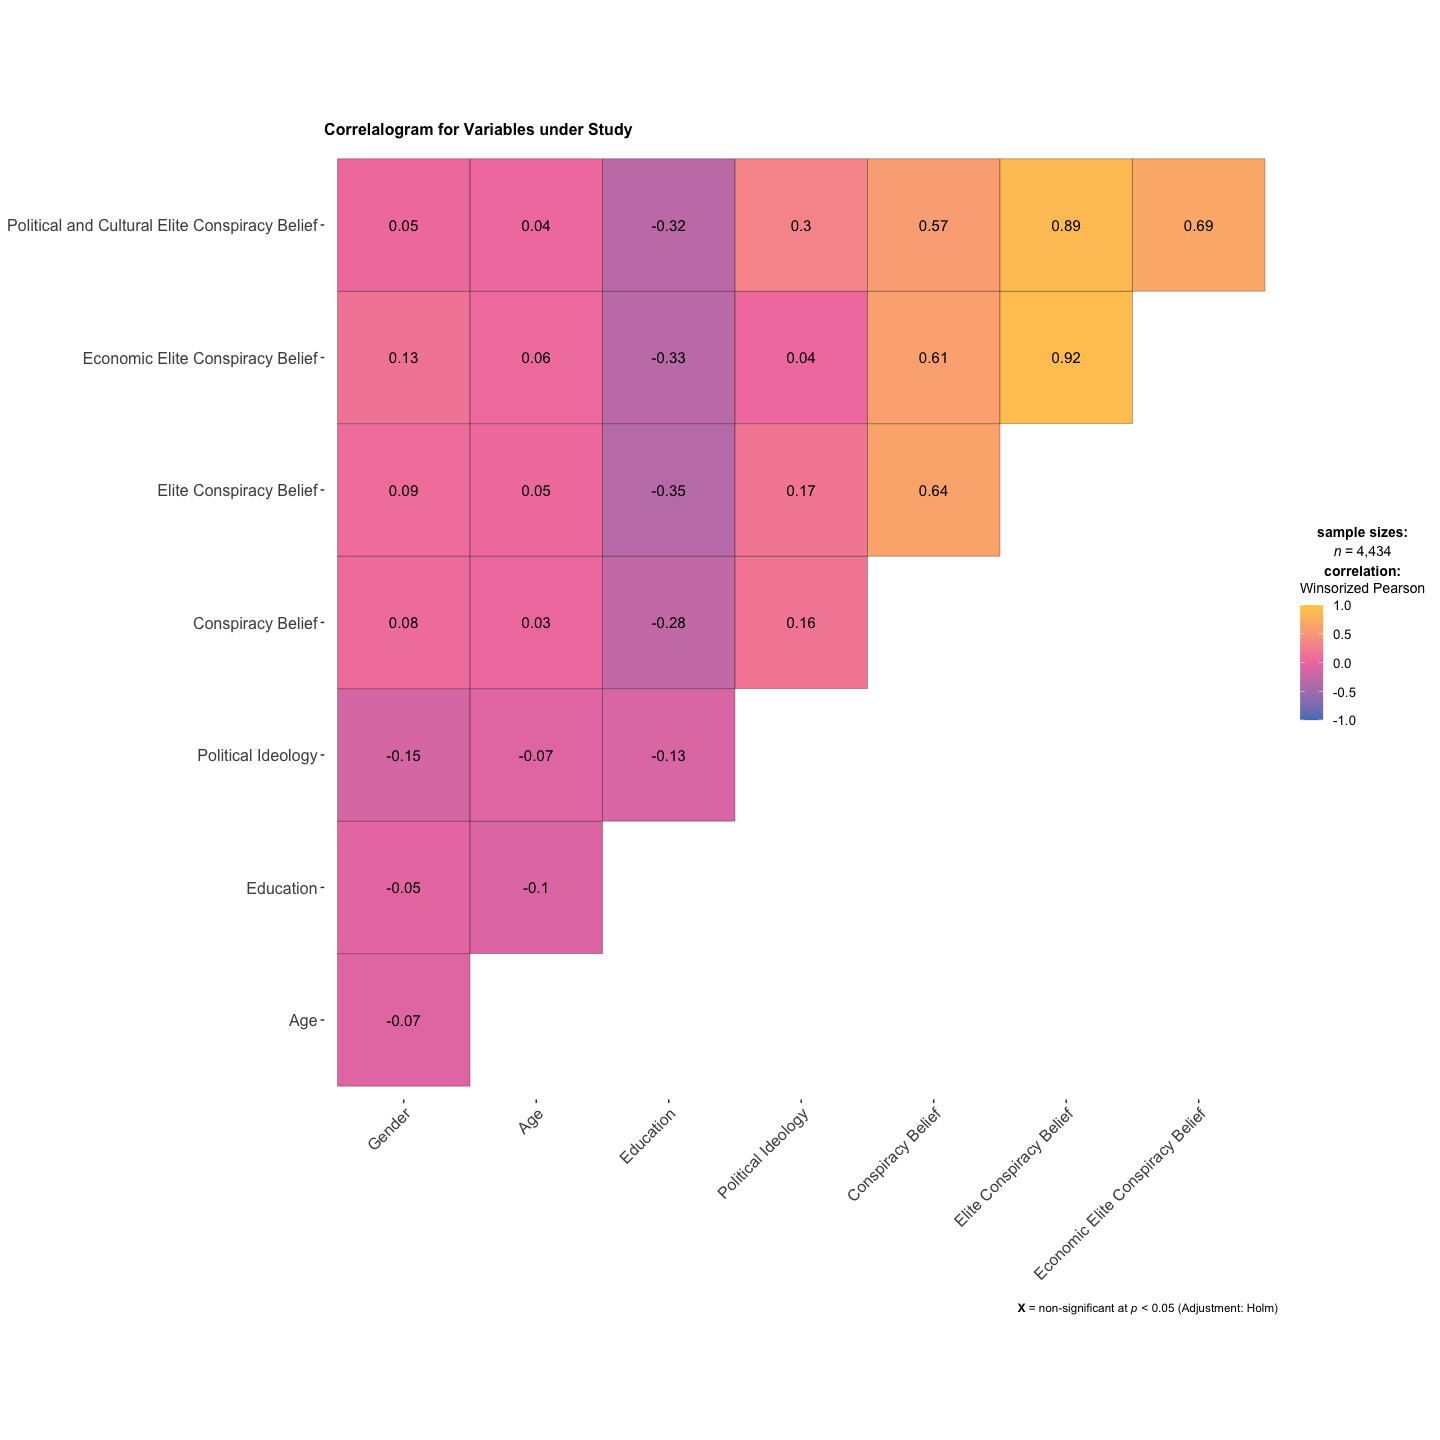 Correlalogram for Variables under Study
Political and Cultural Elite Conspiracy Belief
0.05 0.04 -0.32 0.3 0.57 0.89 0.69
Economic Elite Conspiracy Belief
0.13 0.06 -0.33 0.04 0.61 0.92
Elite Conspiracy Belief
0.09 0.05 -0.35 0.17 0.64
Conspiracy Belief
0.08 0.03 -0.28 0.16
Political Ideology
-0.15 -0.07 -0.13
Education
-0.05 -0.1
Age
-0.07
Gender
Age
Education
Political Ideology
Conspiracy Belief
Elite Conspiracy Belief
Economic Elite Conspiracy Belief
sample sizes:
n = 4,434
correlation:
Winsorized Pearson
1.0
0.5
0.0
-0.5
-1.0
X = non-significant at p < 0.05 (Adjustment: Holm)